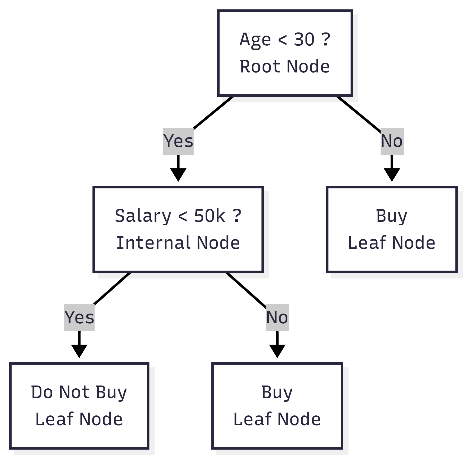 Age < 30 ?
Root Node
Yes
No
Salary < 50k ?
Internal Node
Buy
Leaf Node
Yes
No
Do Not Buy
Leaf Node
Buy
Leaf Node